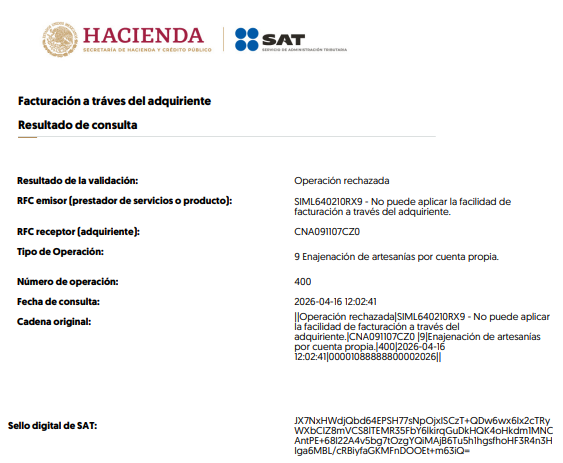 HACIENDA
SECRETARÍA DE HACIENDA Y CRÉDITO PÚBLICO
SAT
SERVICIO DE ADMINISTRACIÓN TRIBUTARIA
Facturación a tráves del adquiriente
Resultado de consulta
Resultado de la validación: Operación rechazada
RFC emisor (prestador de servicios o producto): SIML640210RX9 - No puede aplicar la facilidad de
facturación a través del adquiriente.
RFC receptor (adquiriente): CNA091107CZ0
Tipo de Operación: 9 Enajenación de artesanías por cuenta propia.
Número de operación: 400
Fecha de consulta: 2026-04-16 12:02:41
Cadena original: ||Operación rechazada|SIML640210RX9 - No puede aplicar
la facilidad de facturación a través del
adquiriente.|CNA091107CZ0 |9|Enajenación de artesanías
por cuenta propia.|400|2026-04-16
12:02:41|00001088888800002026||
Sello digital de SAT: JX7NxHWdjQbd64EPSH77sNpOjxISCzT+QDw6wx6Ix2cTRy
WXbCIZ8mVCS8ITEMR35FbY6IkirqGuDkHQK4oHkdm1MNC
AntPE+68I22A4v5bg7tOzgYQiMAjB6Tu5h1hgsfhoHF3R4n3H
Iga6MBL/cRBiyfaGKMFnDOOEt+m63iQ=